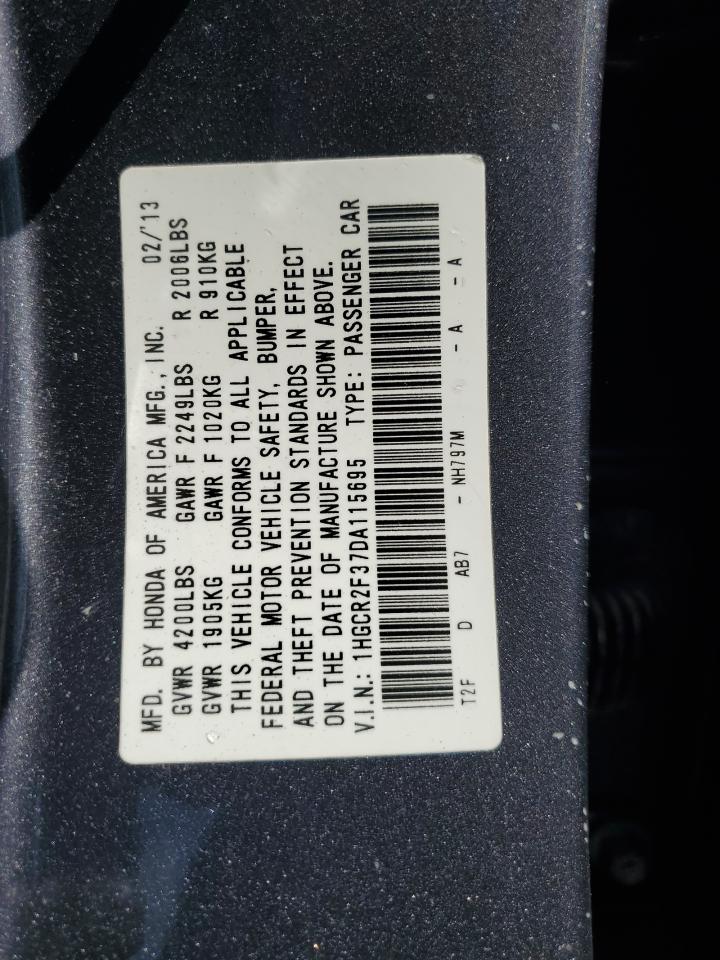 MFD. BY HONDA OF AMERICA MFG., INC. 02/'13
GVWR 4200LBS GAWR F 2249LBS R 2006LBS
GVWR 1905KG GAWR F 1020KG R 910KG
THIS VEHICLE CONFORMS TO ALL APPLICABLE
FEDERAL MOTOR VEHICLE SAFETY, BUMPER,
AND THEFT PREVENTION STANDARDS IN EFFECT
ON THE DATE OF MANUFACTURE SHOWN ABOVE.
V.I.N.: 1HGCR2F37DA115695 TYPE: PASSENGER CAR
T2F D AB7 - NH797M - A - A